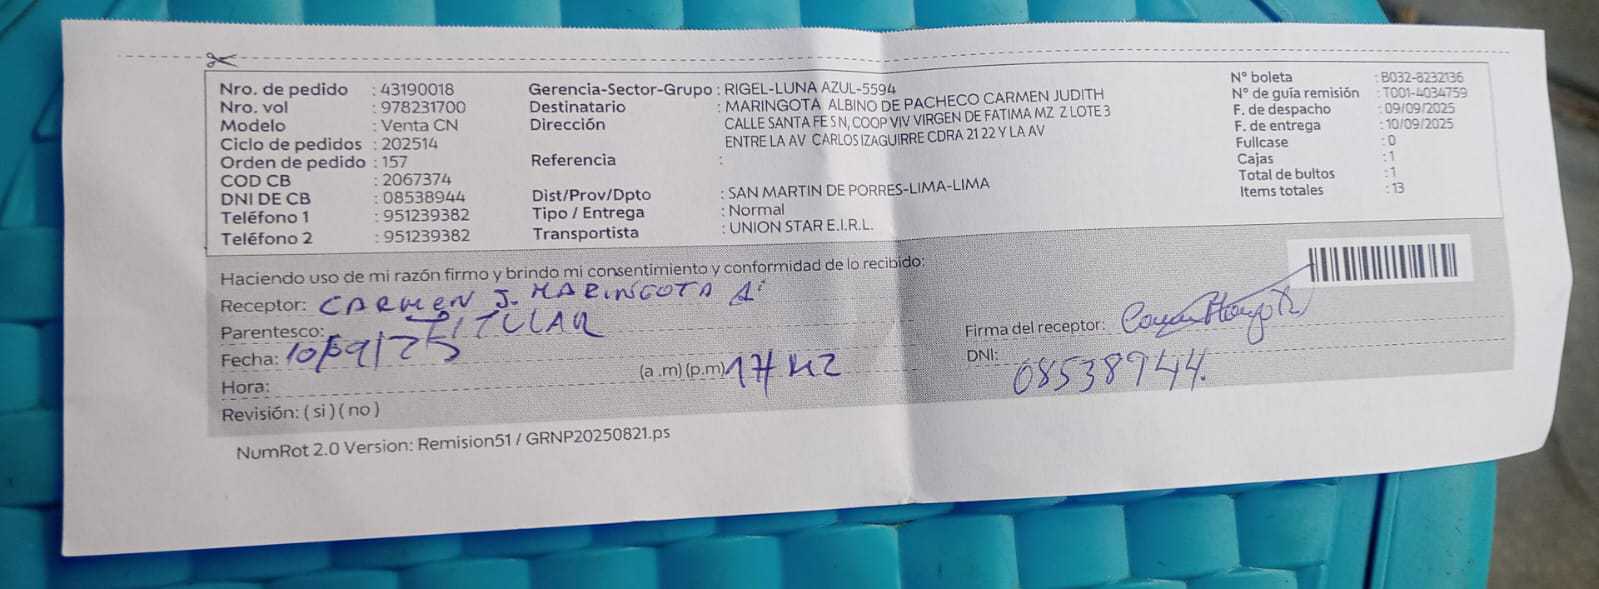 Nro. de pedido : 43190018
Nro. vol : 978231700
Modelo : Venta CN
Ciclo de pedidos : 202514
Orden de pedido : 157
COD CB : 2067374
DNI DE CB : 08538944
Teléfono 1 : 951239382
Teléfono 2 : 951239382
Gerencia-Sector-Grupo : RIGEL-LUNA AZUL-5594
Destinatario : MARINGOTA ALBINO DE PACHECO CARMEN JUDITH
Dirección CALLE SANTA FE S N, COOP VIV VIRGEN DE FATIMA MZ Z LOTE 3
ENTRE LA AV CARLOS IZAGUIRRE CDRA 21 22 Y LA AV
Referencia :
Dist/Prov/Dpto : SAN MARTIN DE PORRES-LIMA-LIMA
Tipo / Entrega : Normal
Transportista : UNION STAR E.I.R.L.
N° boleta : B032-8232136
N° de guía remisión : T001-4034759
F. de despacho : 09/09/2025
F. de entrega : 10/09/2025
Fullcase : 0
Cajas : 1
Total de bultos : 1
Items totales : 13
Haciendo uso de mi razón firmo y brindo mi consentimiento y conformidad de lo recibido:
Receptor: CARMEN J. MARINGOTA A.
Parentesco: TITULAR
Fecha: 10/09/25
Hora: (a .m) (p.m) 17 42
Revisión: ( si ) ( no )
Firma del receptor:
DNI: 08538944.
NumRot 2.0 Version: Remision51 / GRNP20250821.ps